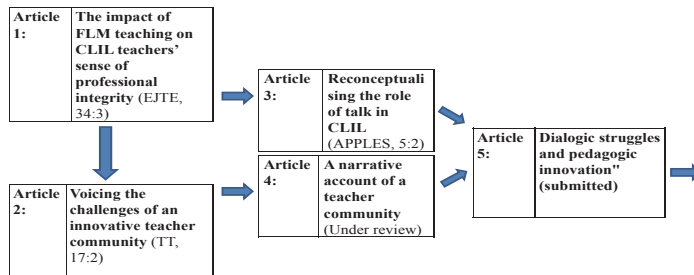 Article 1:
The impact of
FLM teaching on
CLIL teachers'
sense of
professional
integrity (EJTE,
34:3)
Article 2:
Voicing the
challenges of an
innovative teacher
community (TT,
17:2)
Article 3:
Reconceptuali
sing the role
of talk in
CLIL
(APPLES, 5:2)
Article 4:
A narrative
account of a
teacher
community
(Under review)
Article 5:
Dialogic struggles
and pedagogic
innovation"
(submitted)